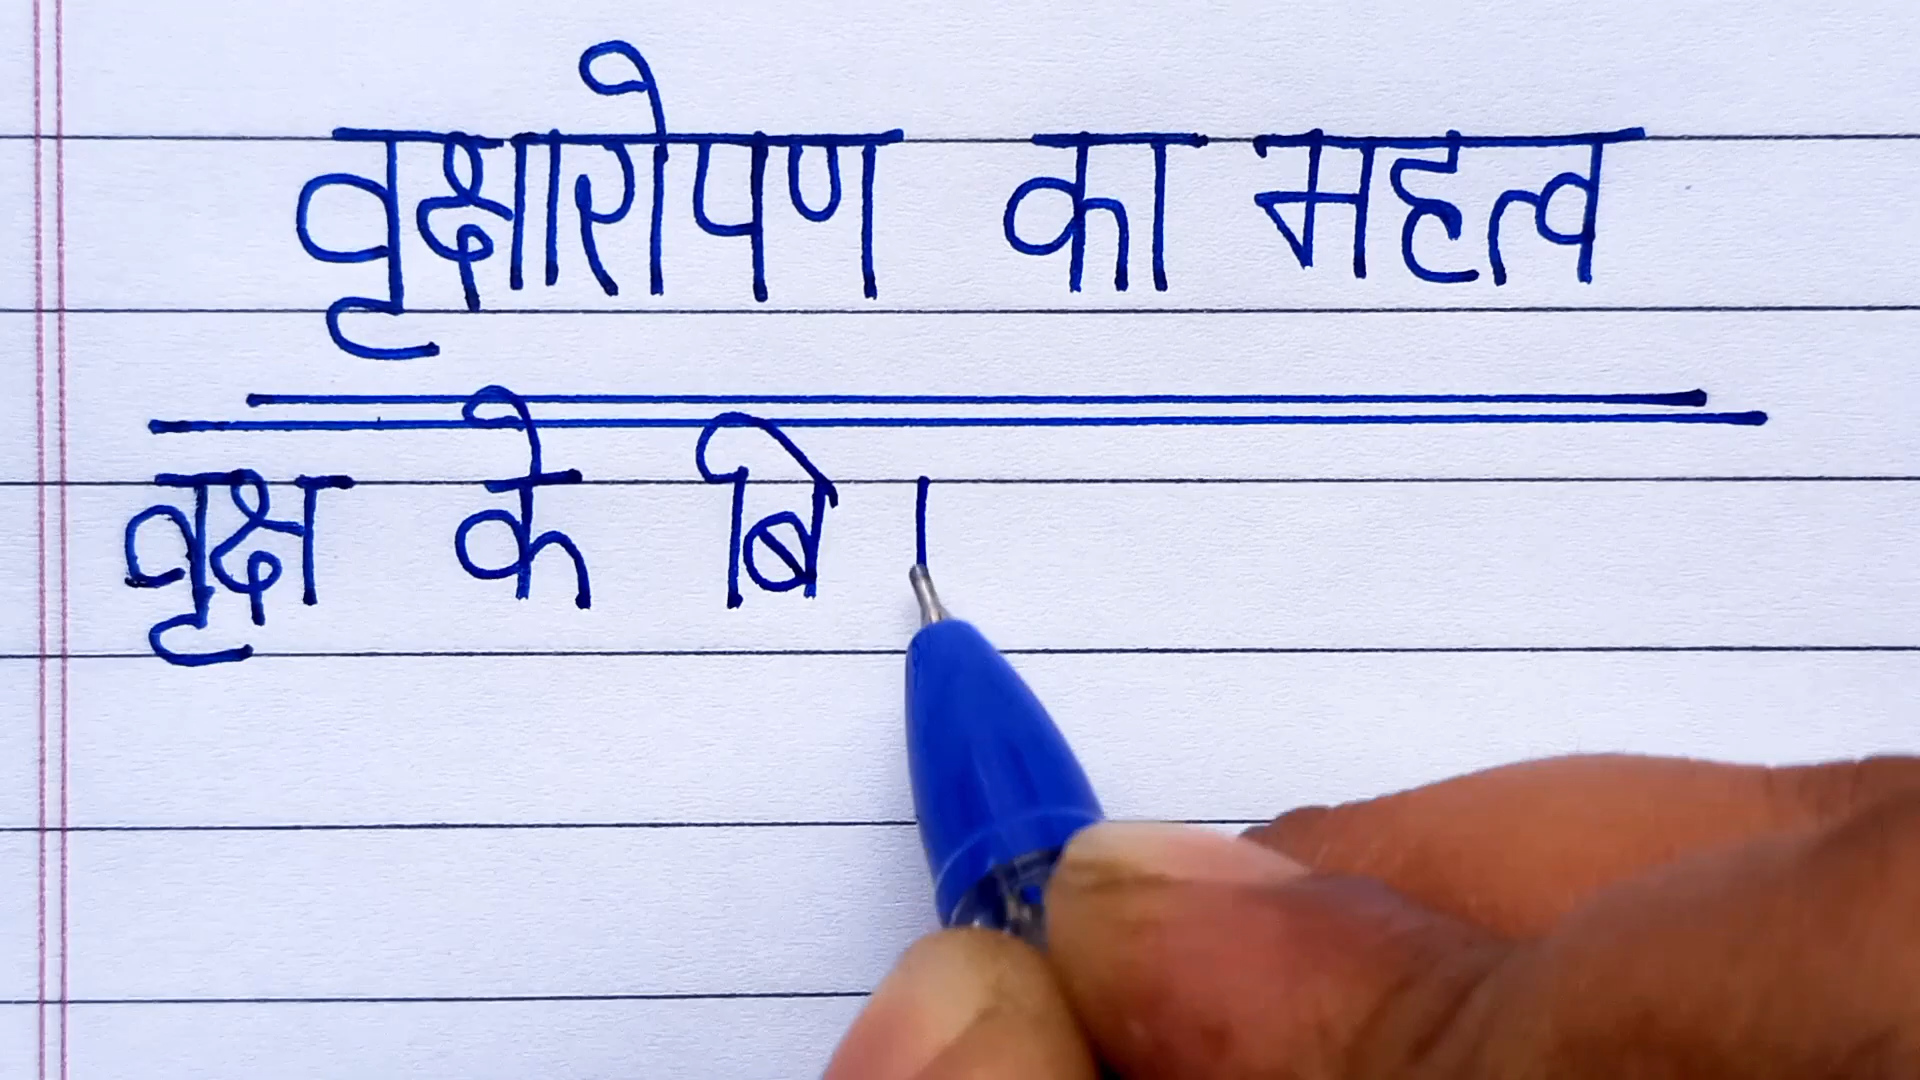 वृक्षारोपण का महत्व
वृक्ष के बि